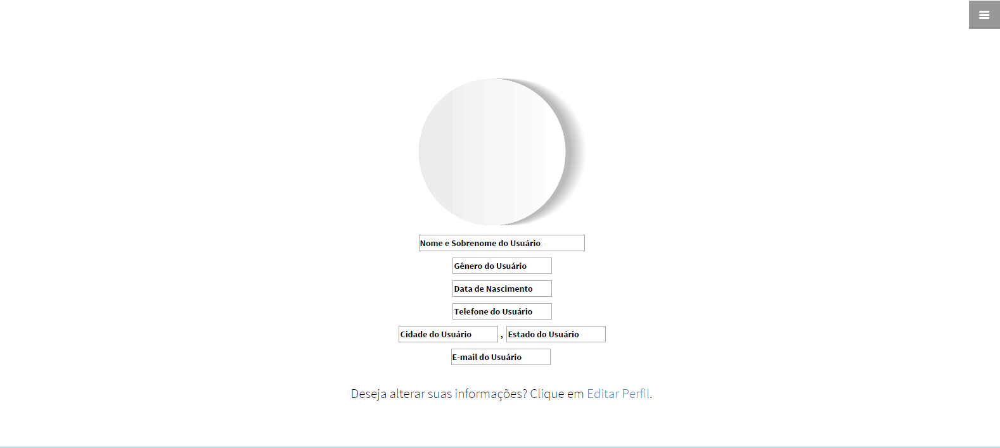 Nome e Sobrenome do Usuário
Gênero do Usuário
Data de Nascimento
Telefone do Usuário
Cidade do Usuário , Estado do Usuário
E-mail do Usuário
Deseja alterar suas informações? Clique em Editar Perfil.